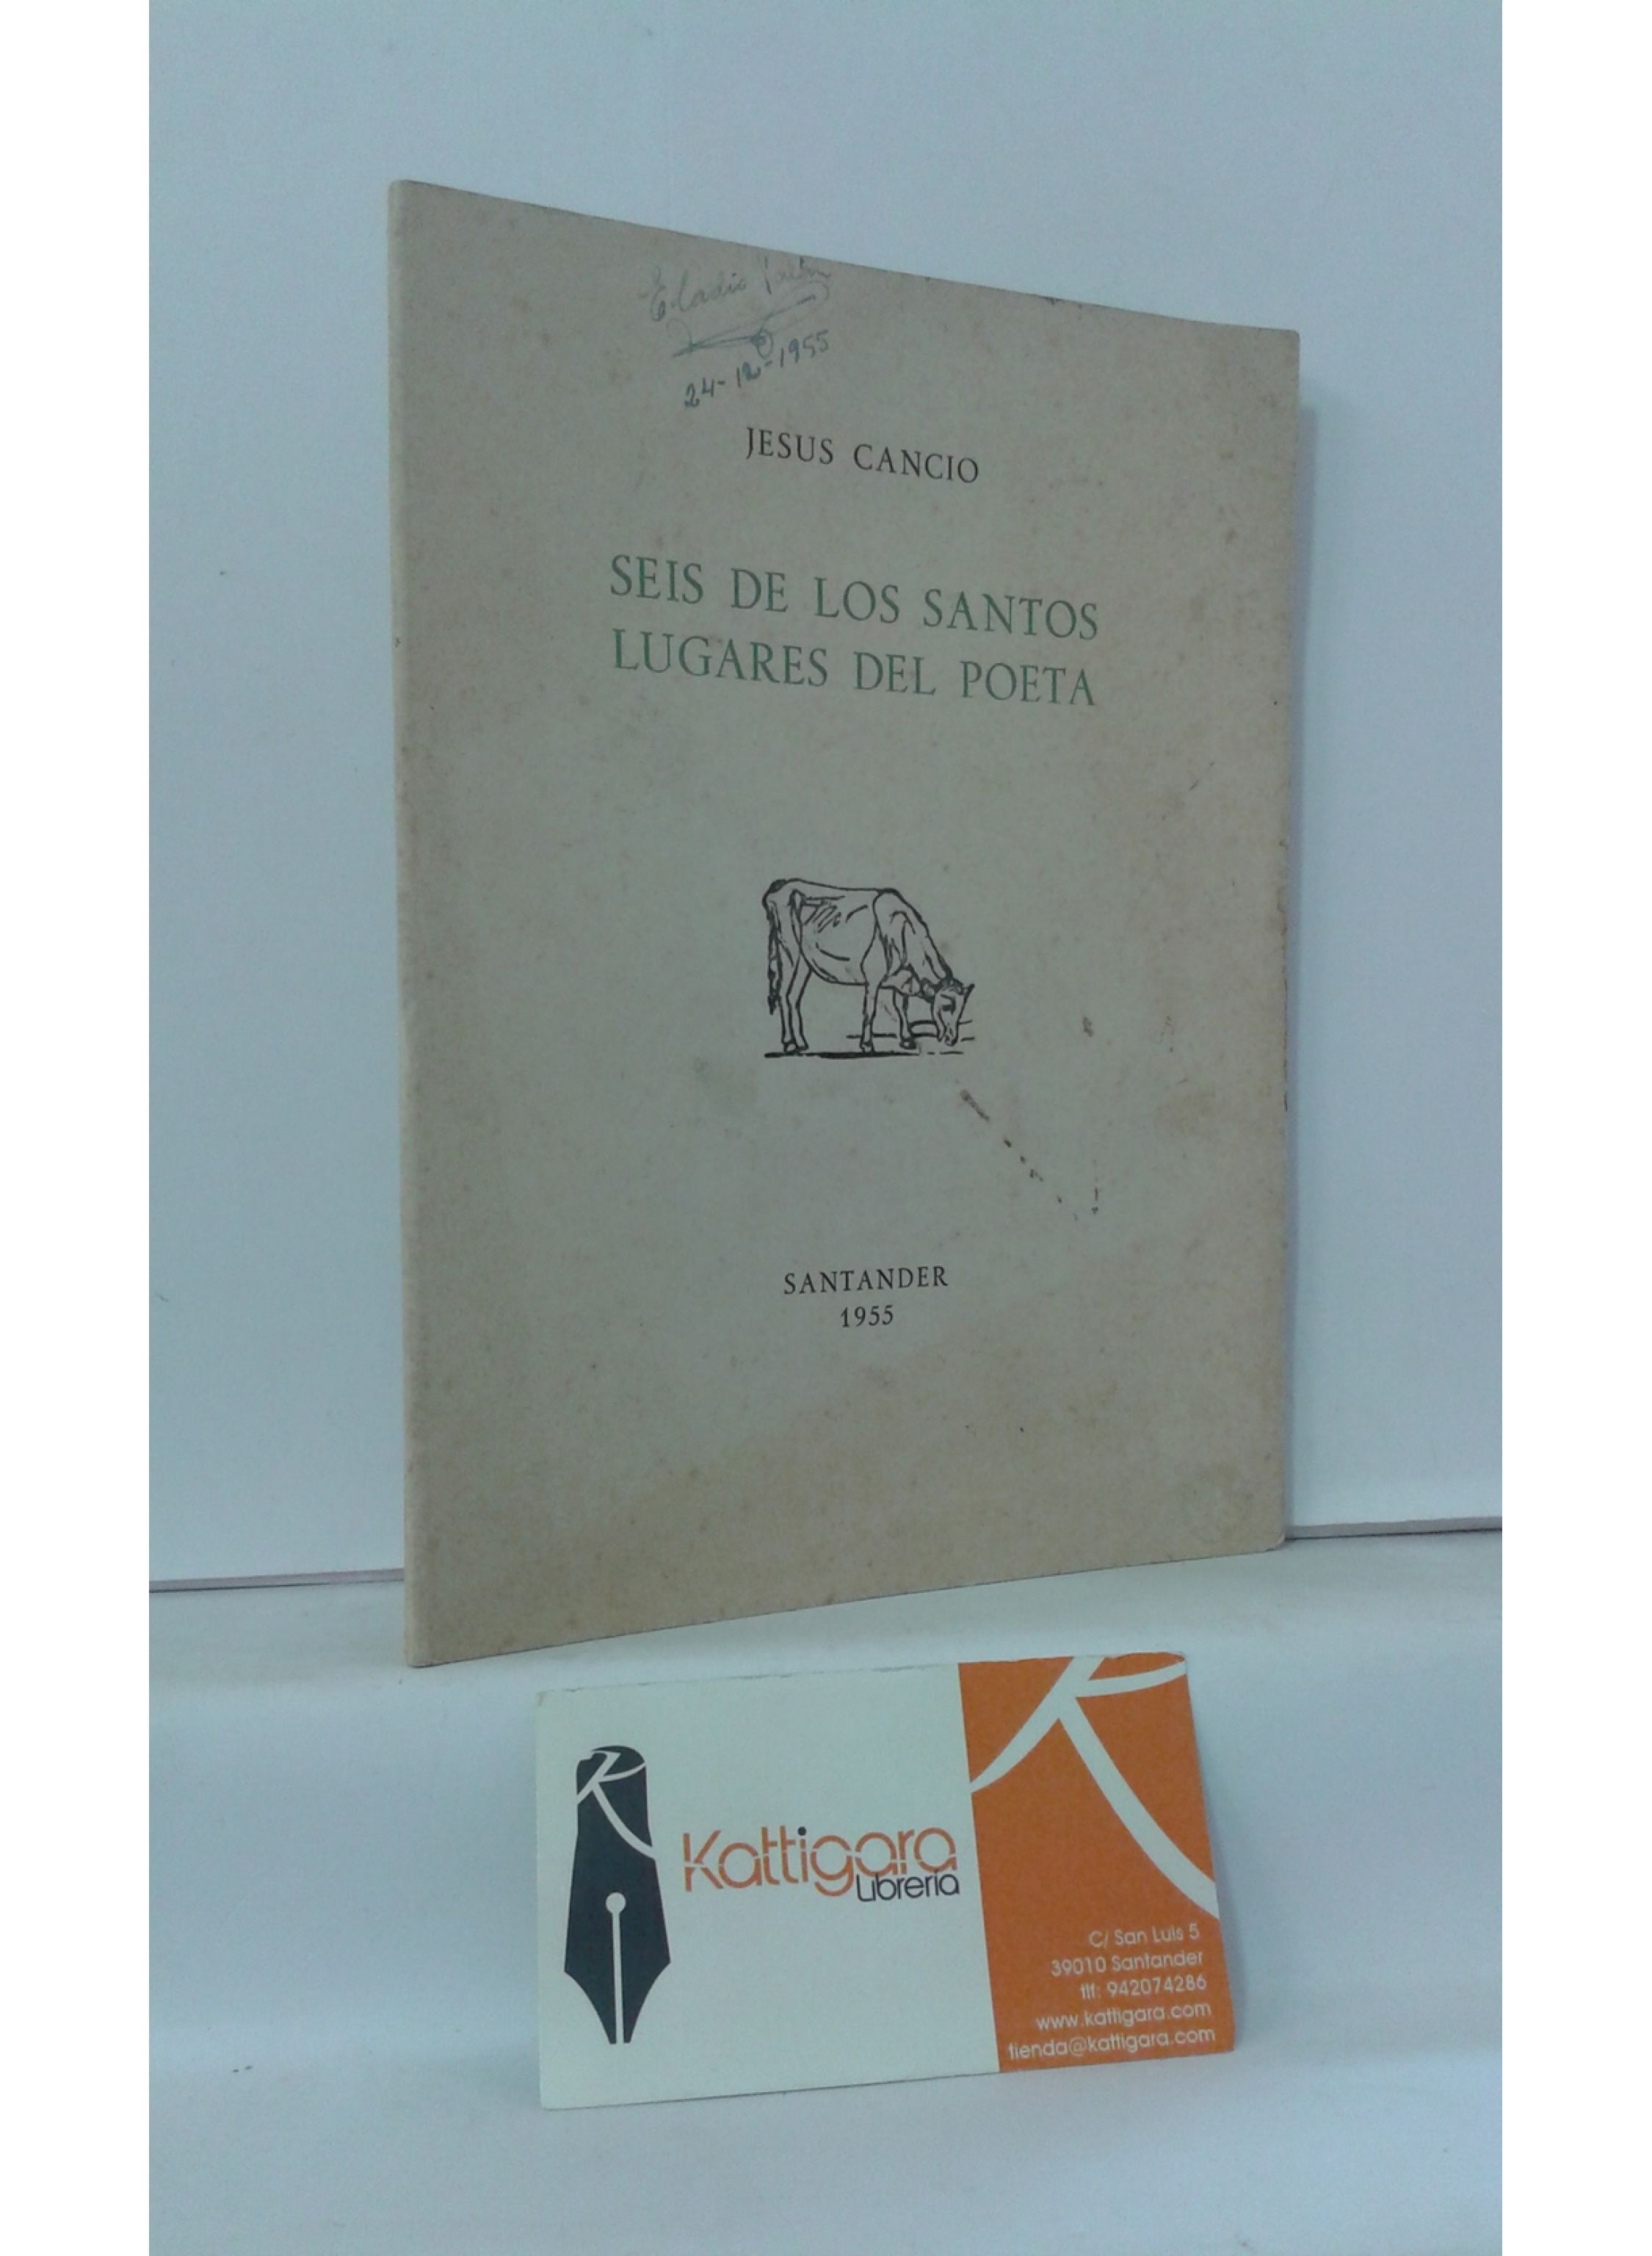 Eladio
24-12-1955
JESUS CANCIO
SEIS DE LOS SANTOS
LUGARES DEL POETA
SANTANDER
1955
Kattigara
Librería
C/ San Luis 5
39010 Santander
tlf: 942074286
www.kattigara.com
tienda@kattigara.com